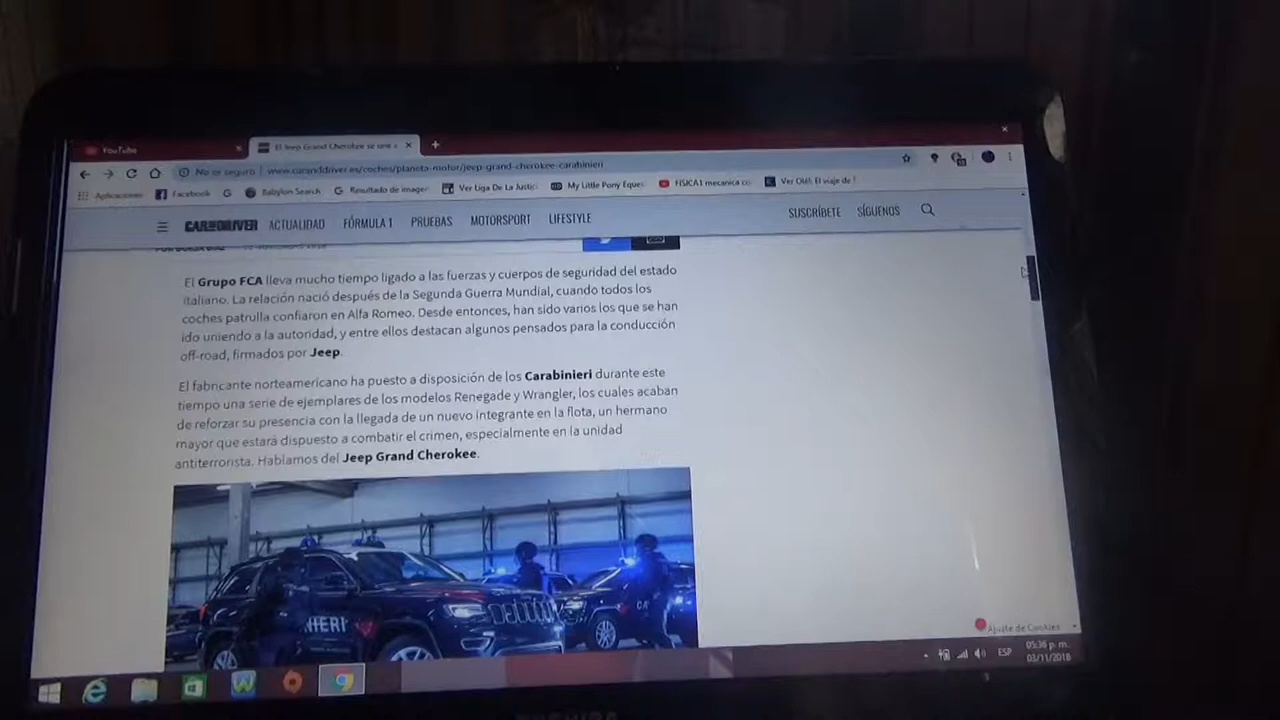 YouTube
El Jeep Grand Cherokee se une
No es seguro | www.caranddriver.es/coches/planeta-motor/jeep-grand-cherokee-carabinieri
Aplicaciones Facebook Babylon Search Resultado de image Ver Liga De La Justic My Little Pony Eques FISICA1 mecanica co Ver Olé! El viaje de
CAR AND DRIVER ACTUALIDAD FÓRMULA 1 PRUEBAS MOTORSPORT LIFESTYLE SUSCRÍBETE SÍGUENOS
El Grupo FCA lleva mucho tiempo ligado a las fuerzas y cuerpos de seguridad del estado
italiano. La relación nació después de la Segunda Guerra Mundial, cuando todos los
coches patrulla confiaron en Alfa Romeo. Desde entonces, han sido varios los que se han
ido uniendo a la autoridad, y entre ellos destacan algunos pensados para la conducción
off-road, firmados por Jeep.
El fabricante norteamericano ha puesto a disposición de los Carabinieri durante este
tiempo una serie de ejemplares de los modelos Renegade y Wrangler, los cuales acaban
de reforzar su presencia con la llegada de un nuevo integrante en la flota, un hermano
mayor que estará dispuesto a combatir el crimen, especialmente en la unidad
antiterrorista. Hablamos del Jeep Grand Cherokee.
NIERI
CA
Ajuste de Cookies
ESP
05:36 p. m.
03/11/2018